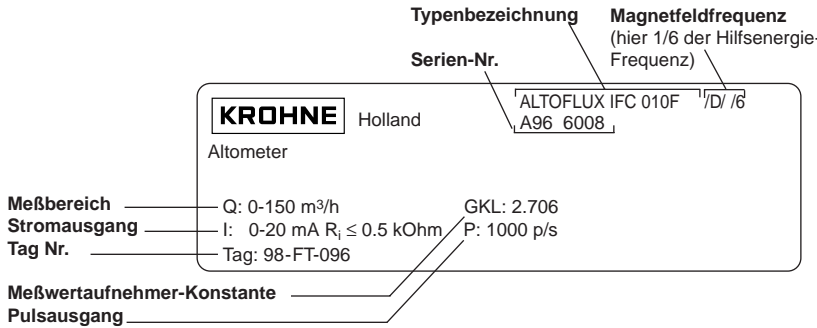 Typenbezeichnung
Magnetfeldfrequenz
(hier 1/6 der Hilfsenergie-
Frequenz)
Serien-Nr.
KROHNE Holland
ALTOFLUX IFC 010F /D/ /6
A96 6008
Altometer
Meßbereich Q: 0-150 m³/h GKL: 2.706
Stromausgang I: 0-20 mA Rᵢ ≤ 0.5 kOhm P: 1000 p/s
Tag Nr. Tag: 98-FT-096
Meßwertaufnehmer-Konstante
Pulsausgang